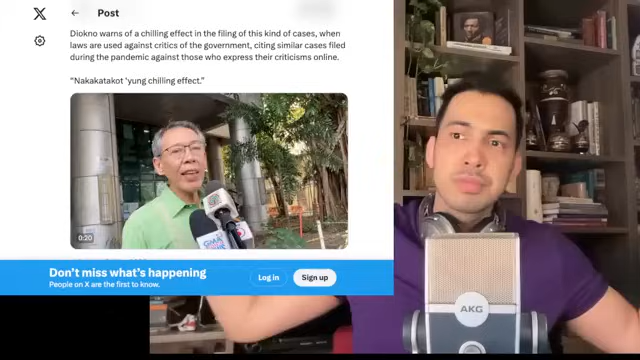 Post
Diokno warns of a chilling effect in the filing of this kind of cases, when
laws are used against critics of the government, citing similar cases filed
during the pandemic against those who express their criticisms online.
"Nakakatakot 'yung chilling effect."
GMA
0:20
Don't miss what's happening
People on X are the first to know.
Log in
Sign up
AKG